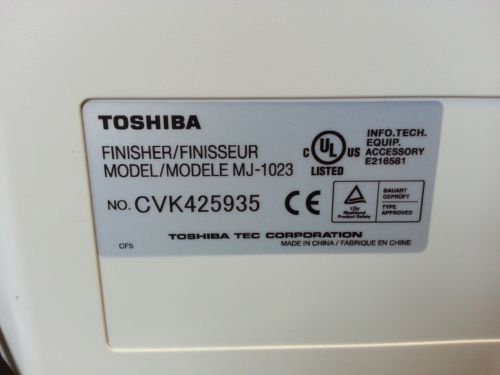 TOSHIBA
FINISHER/FINISSEUR
MODEL/MODELE MJ-1023
NO. CVK425935
C UL US
LISTED
INFO.TECH.
EQUIP.
ACCESSORY
E216581
CE
TÜV
Rheinland
Product Safety
BAUART
GEPRÜFT
TYPE
APPROVED
CF5
TOSHIBA TEC CORPORATION
MADE IN CHINA / FABRIQUE EN CHINE